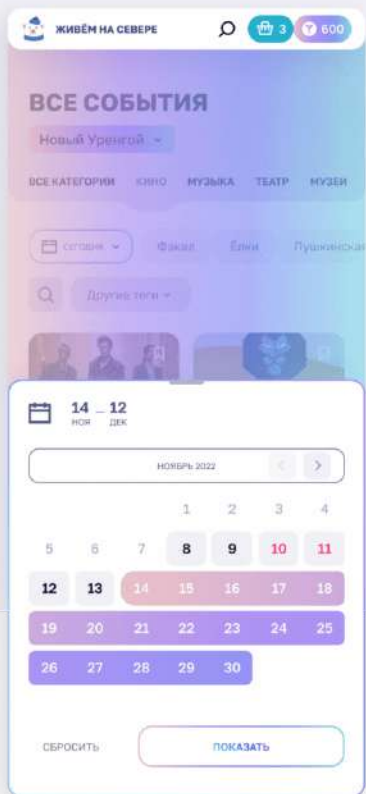 ЖИВЁМ НА СЕВЕРЕ 3 600
ВСЕ СОБЫТИЯ
Новый Уренгой
ВСЕ КАТЕГОРИИ КИНО МУЗЫКА ТЕАТР МУЗЕИ
сегодня Факел Ёлки Пушкинская
Другие теги
14 – 12
НОЯ ДЕК
НОЯБРЬ 2022
1 2 3 4
5 6 7 8 9 10 11
12 13 14 15 16 17 18
19 20 21 22 23 24 25
26 27 28 29 30
СБРОСИТЬ ПОКАЗАТЬ